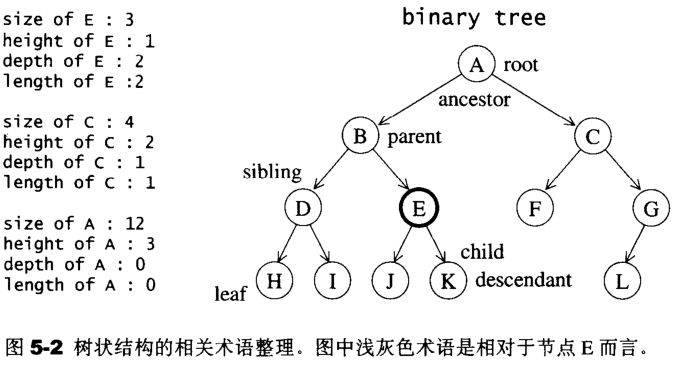 size of E : 3
height of E : 1
depth of E : 2
length of E :2
size of C : 4
height of C : 2
depth of C : 1
length of C : 1
size of A : 12
height of A : 3
depth of A : 0
length of A : 0
binary tree
A root
ancestor
B parent
C
sibling
D
E
F
G
child
leaf H
I
J
K descendant
L
图 5-2 树状结构的相关术语整理。图中浅灰色术语是相对于节点 E 而言。